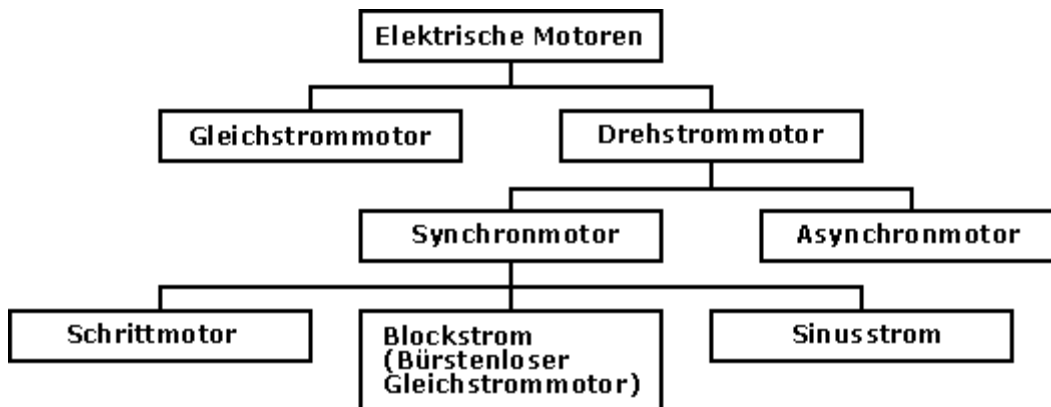 Elektrische Motoren
Gleichstrommotor
Drehstrommotor
Synchronmotor
Asynchronmotor
Schrittmotor
Blockstrom
(Bürstenloser
Gleichstrommotor)
Sinusstrom